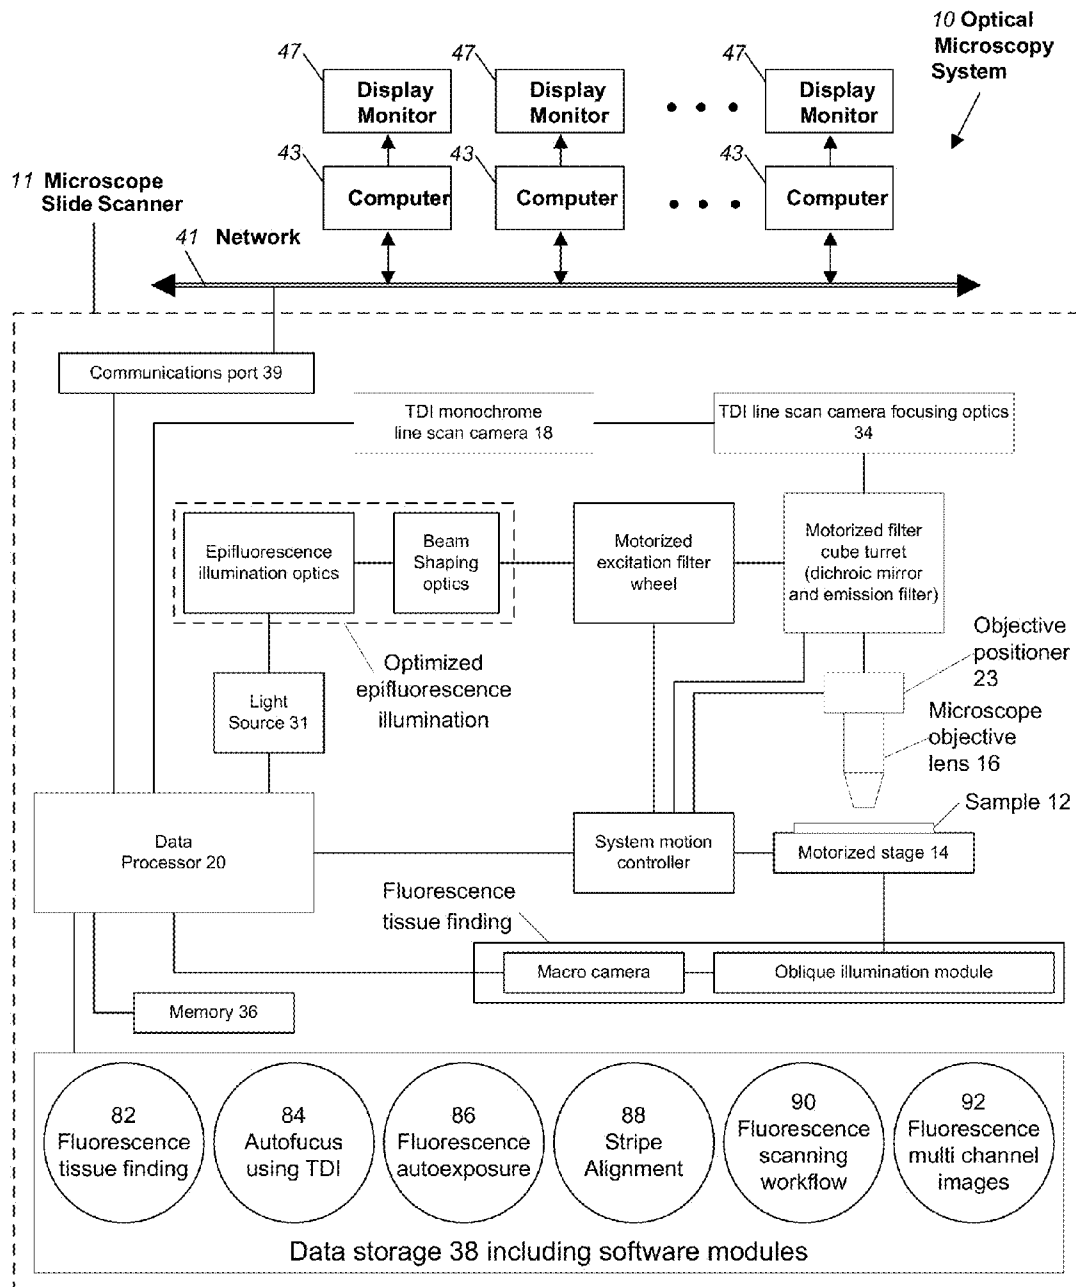 10 Optical
Microscopy
System
47
Display
Monitor
47
Display
Monitor
47
Display
Monitor
43
Computer
43
Computer
43
Computer
11 Microscope
Slide Scanner
41 Network
Communications port 39
TDI monochrome
line scan camera 18
TDI line scan camera focusing optics
34
Epifluorescence
illumination optics
Beam
Shaping
optics
Motorized
excitation filter
wheel
Motorized filter
cube turret
(dichroic mirror
and emission filter)
Objective
positioner
23
Optimized
epifluorescence
illumination
Light
Source 31
Microscope
objective
lens 16
Sample 12
Data
Processor 20
System motion
controller
Motorized stage 14
Fluorescence
tissue finding
Macro camera
Oblique illumination module
Memory 36
82
Fluorescence
tissue finding
84
Autofucus
using TDI
86
Fluorescence
autoexposure
88
Stripe
Alignment
90
Fluorescence
scanning
workflow
92
Fluorescence
multi channel
images
Data storage 38 including software modules